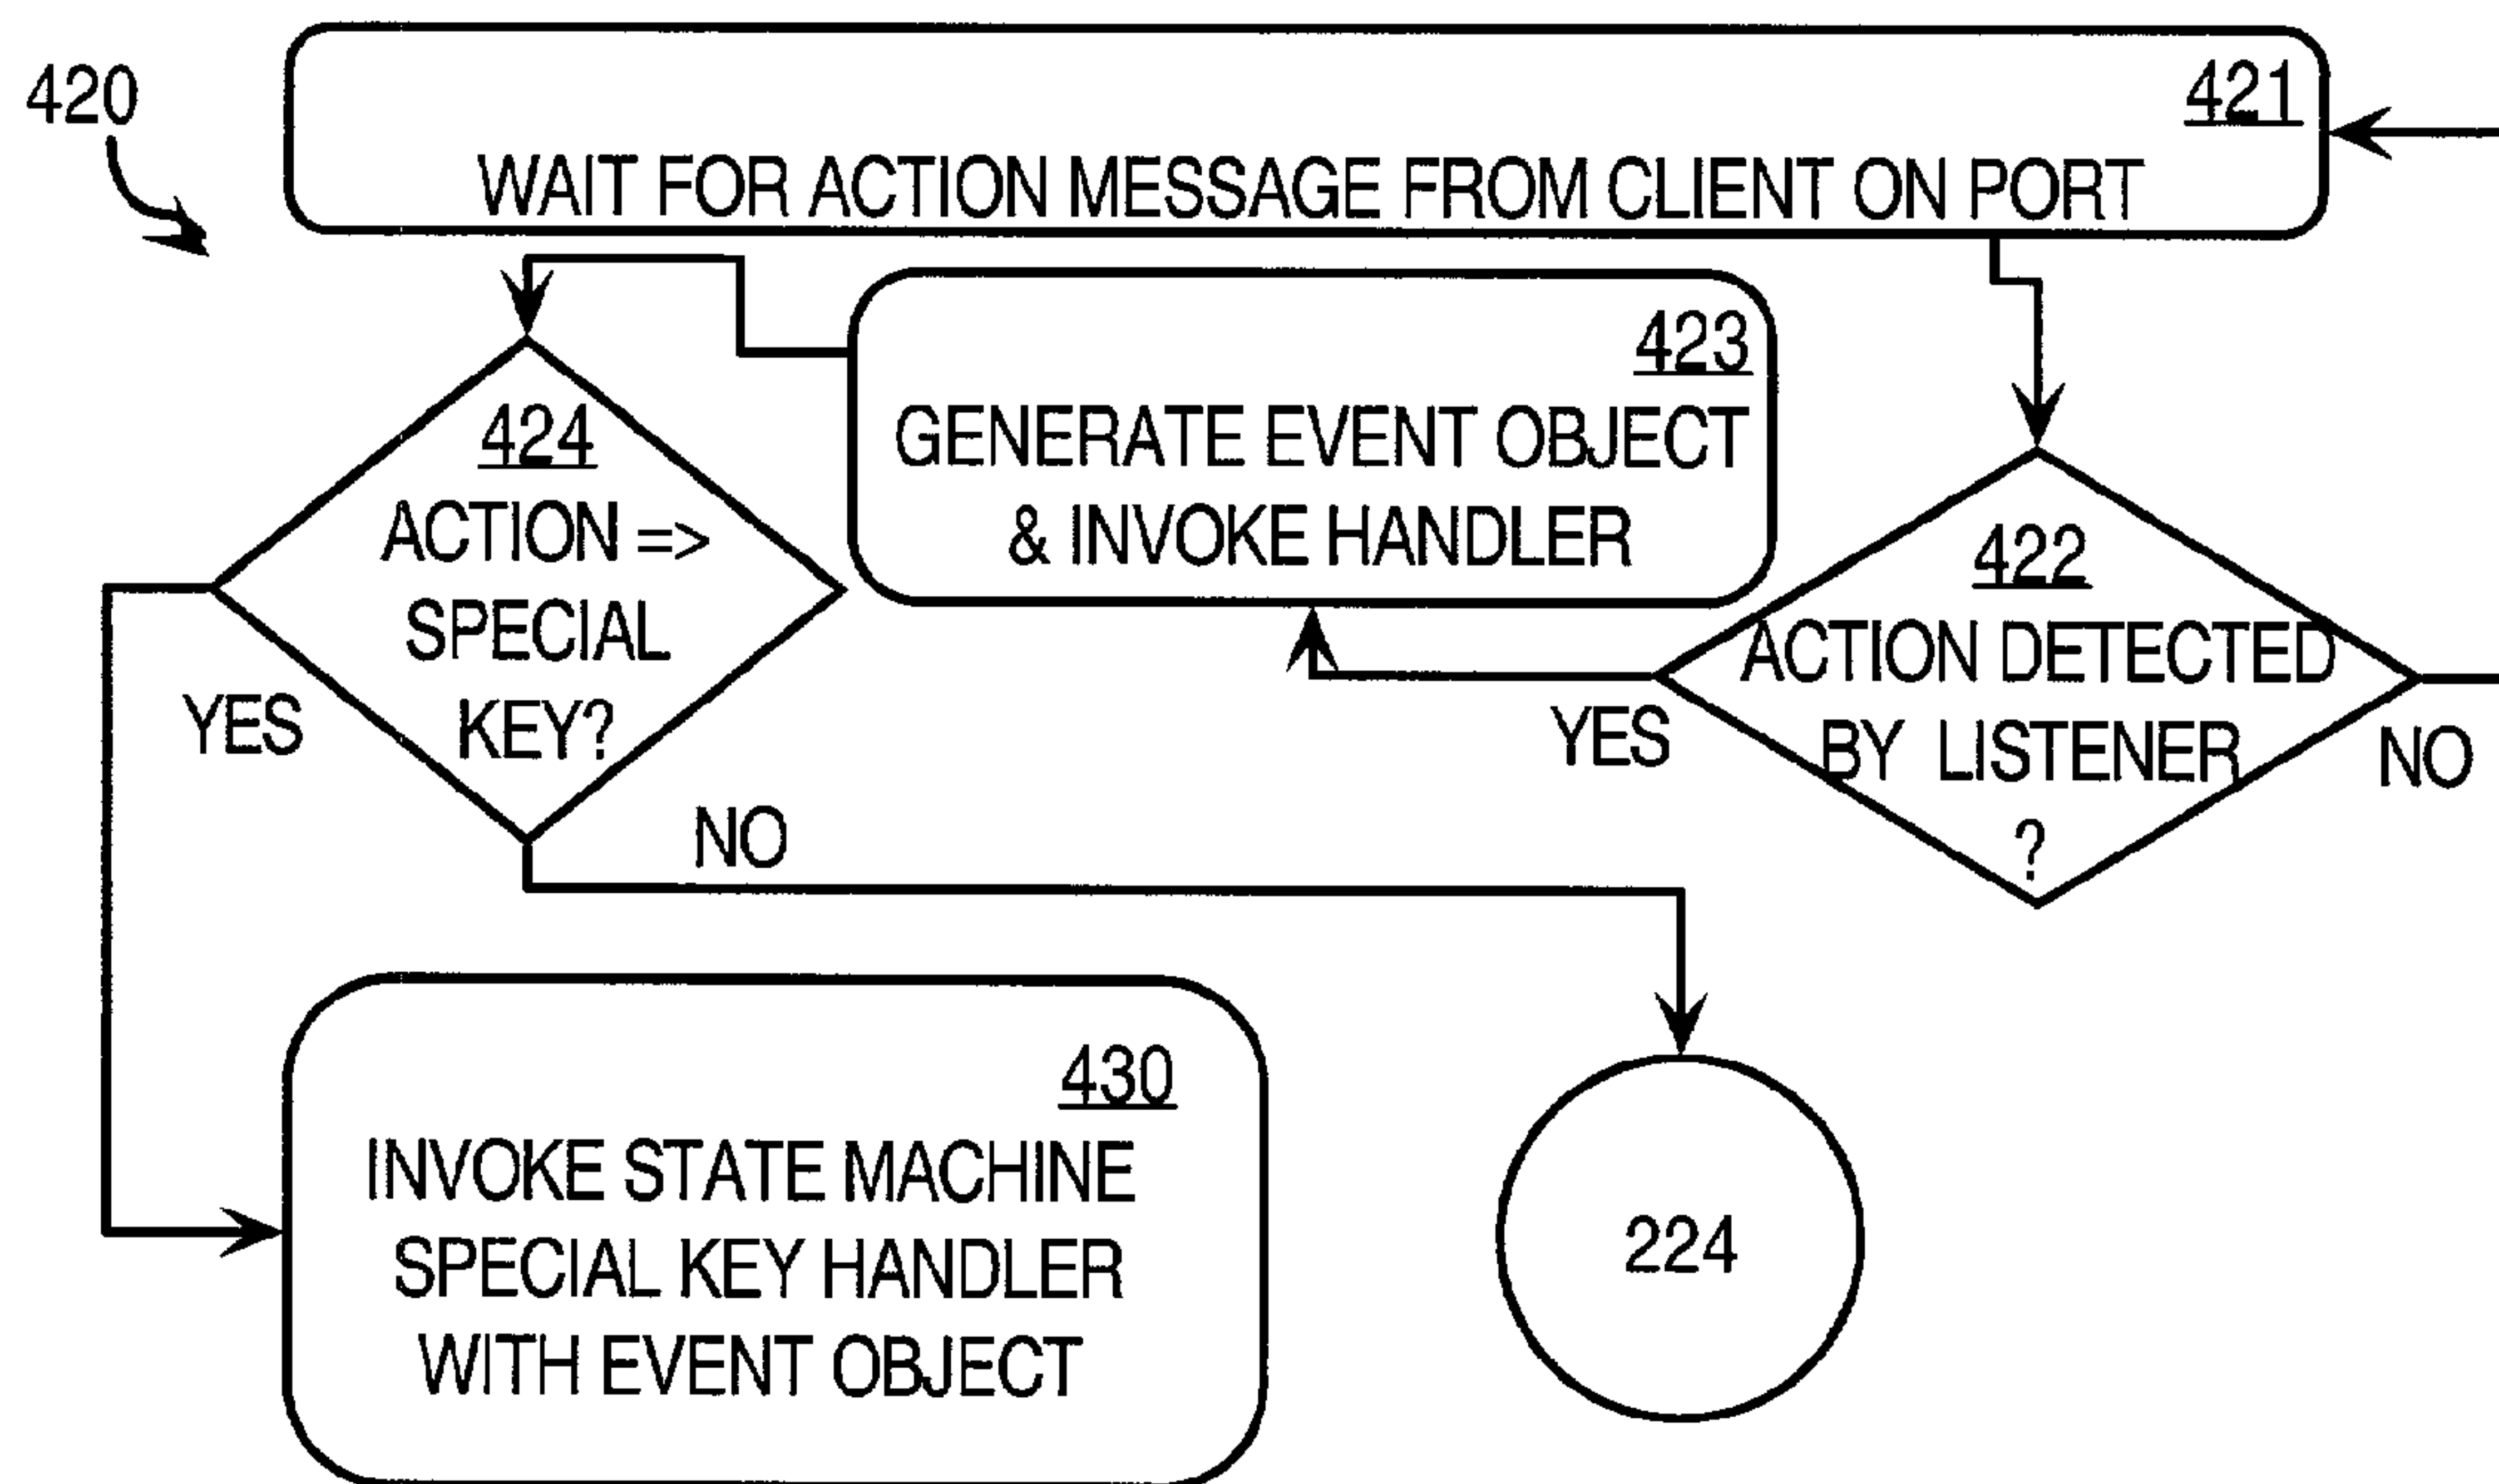 420
421
WAIT FOR ACTION MESSAGE FROM CLIENT ON PORT
423
GENERATE EVENT OBJECT
& INVOKE HANDLER
424
ACTION =>
SPECIAL
KEY?
YES
NO
422
ACTION DETECTED
BY LISTENER
?
YES
NO
430
INVOKE STATE MACHINE
SPECIAL KEY HANDLER
WITH EVENT OBJECT
224